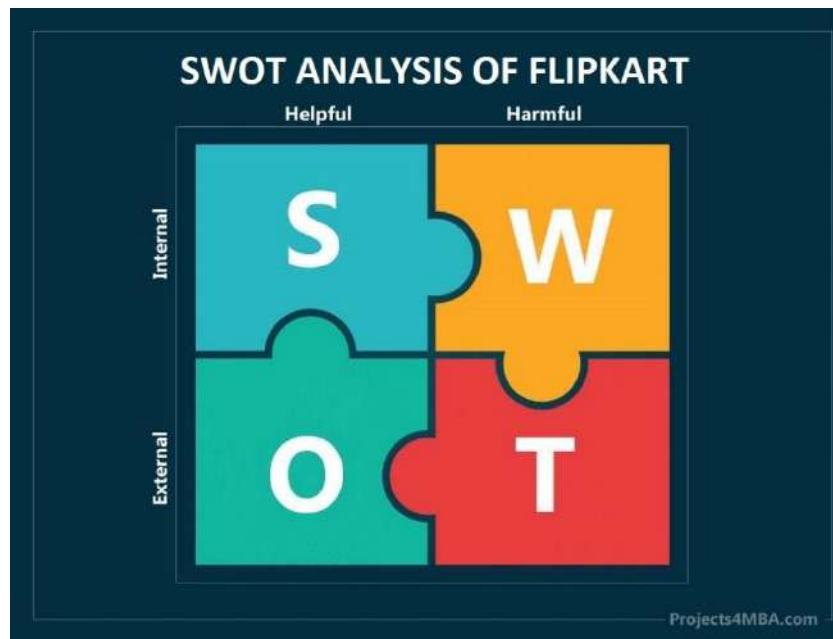 SWOT ANALYSIS OF FLIPKART
Helpful Harmful
Internal
S W
External
O T
Projects4MBA.com